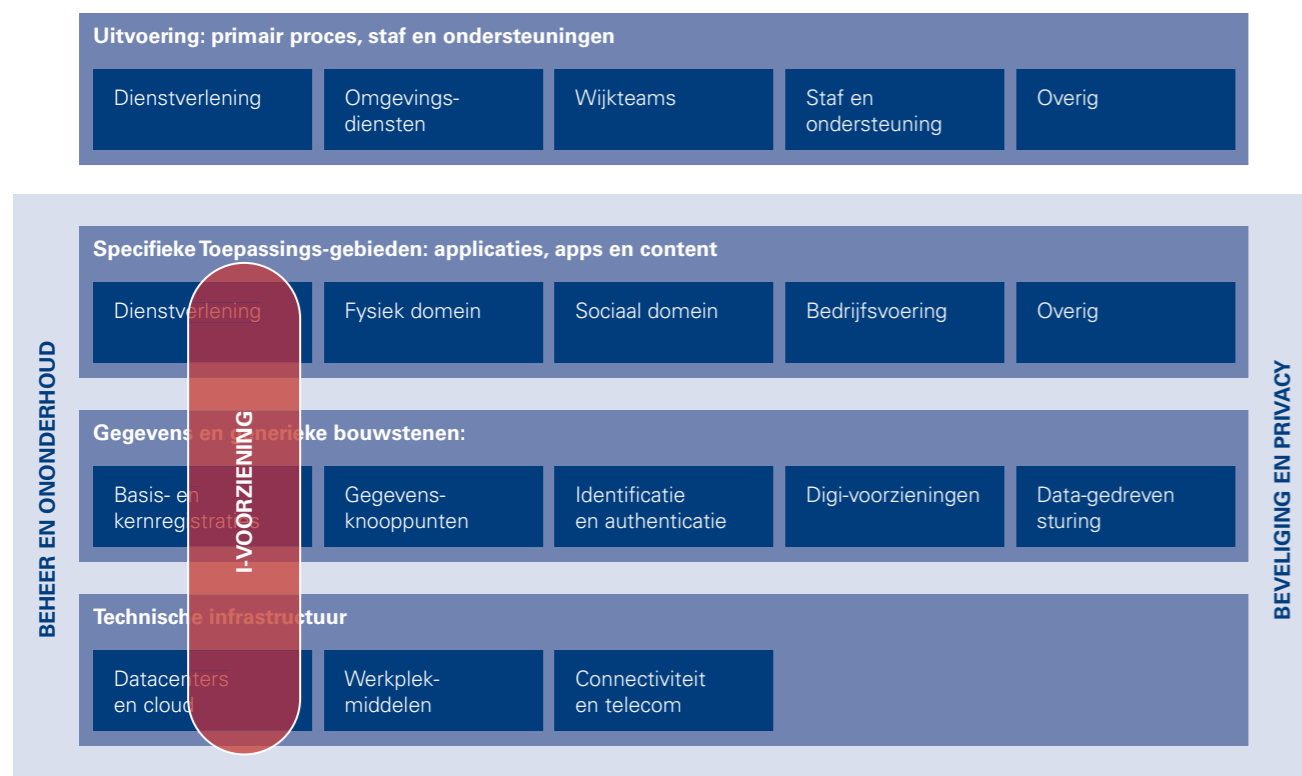 Uitvoering: primair proces, staf en ondersteuningen
Dienstverlening
Omgevings-
diensten
Wijkteams
Staf en
ondersteuning
Overig
Specifieke Toepassings-gebieden: applicaties, apps en content
Dienstverlening
Fysiek domein
Sociaal domein
Bedrijfsvoering
Overig
Gegevens en generieke bouwstenen:
Basis- en
kernregistraties
Gegevens-
knooppunten
Identificatie
en authenticatie
Digi-voorzieningen
Data-gedreven
sturing
Technische infrastructuur
Datacenters
en cloud
Werkplek-
middelen
Connectiviteit
en telecom
I-VOORZIENING
BEHEER EN ONONDERHOUD
BEVELIGING EN PRIVACY